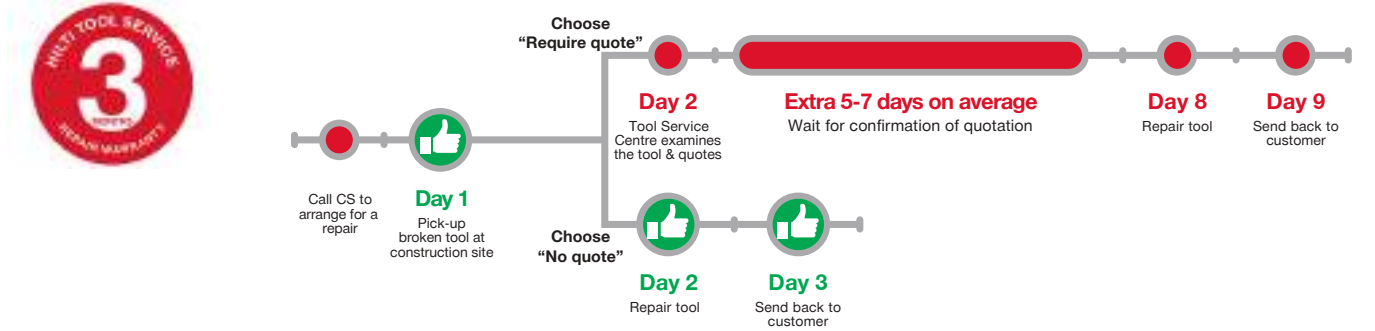 HILTI TOOL SERVICE
3
MONTHS
REPAIR WARRANTY
Choose
“Require quote”
Day 2
Tool Service
Centre examines
the tool & quotes
Extra 5-7 days on average
Wait for confirmation of quotation
Day 8
Repair tool
Day 9
Send back to
customer
Call CS to
arrange for a
repair
Day 1
Pick-up
broken tool at
construction site
Choose
“No quote”
Day 2
Repair tool
Day 3
Send back to
customer